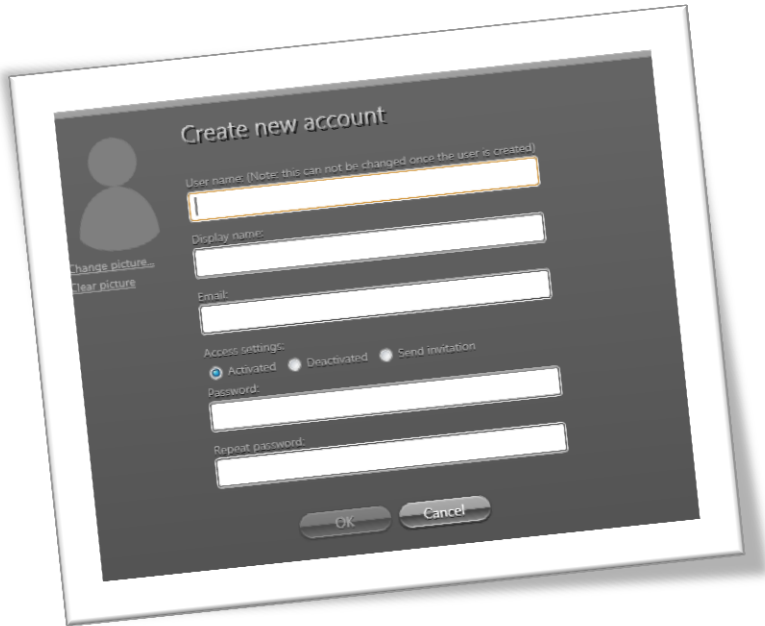 Create new account
User name: (Note: this can not be changed once the user is created)
Display name:
Change picture...
Clear picture
Email:
Access settings:
Activated Deactivated Send invitation
Password:
Repeat password:
OK Cancel